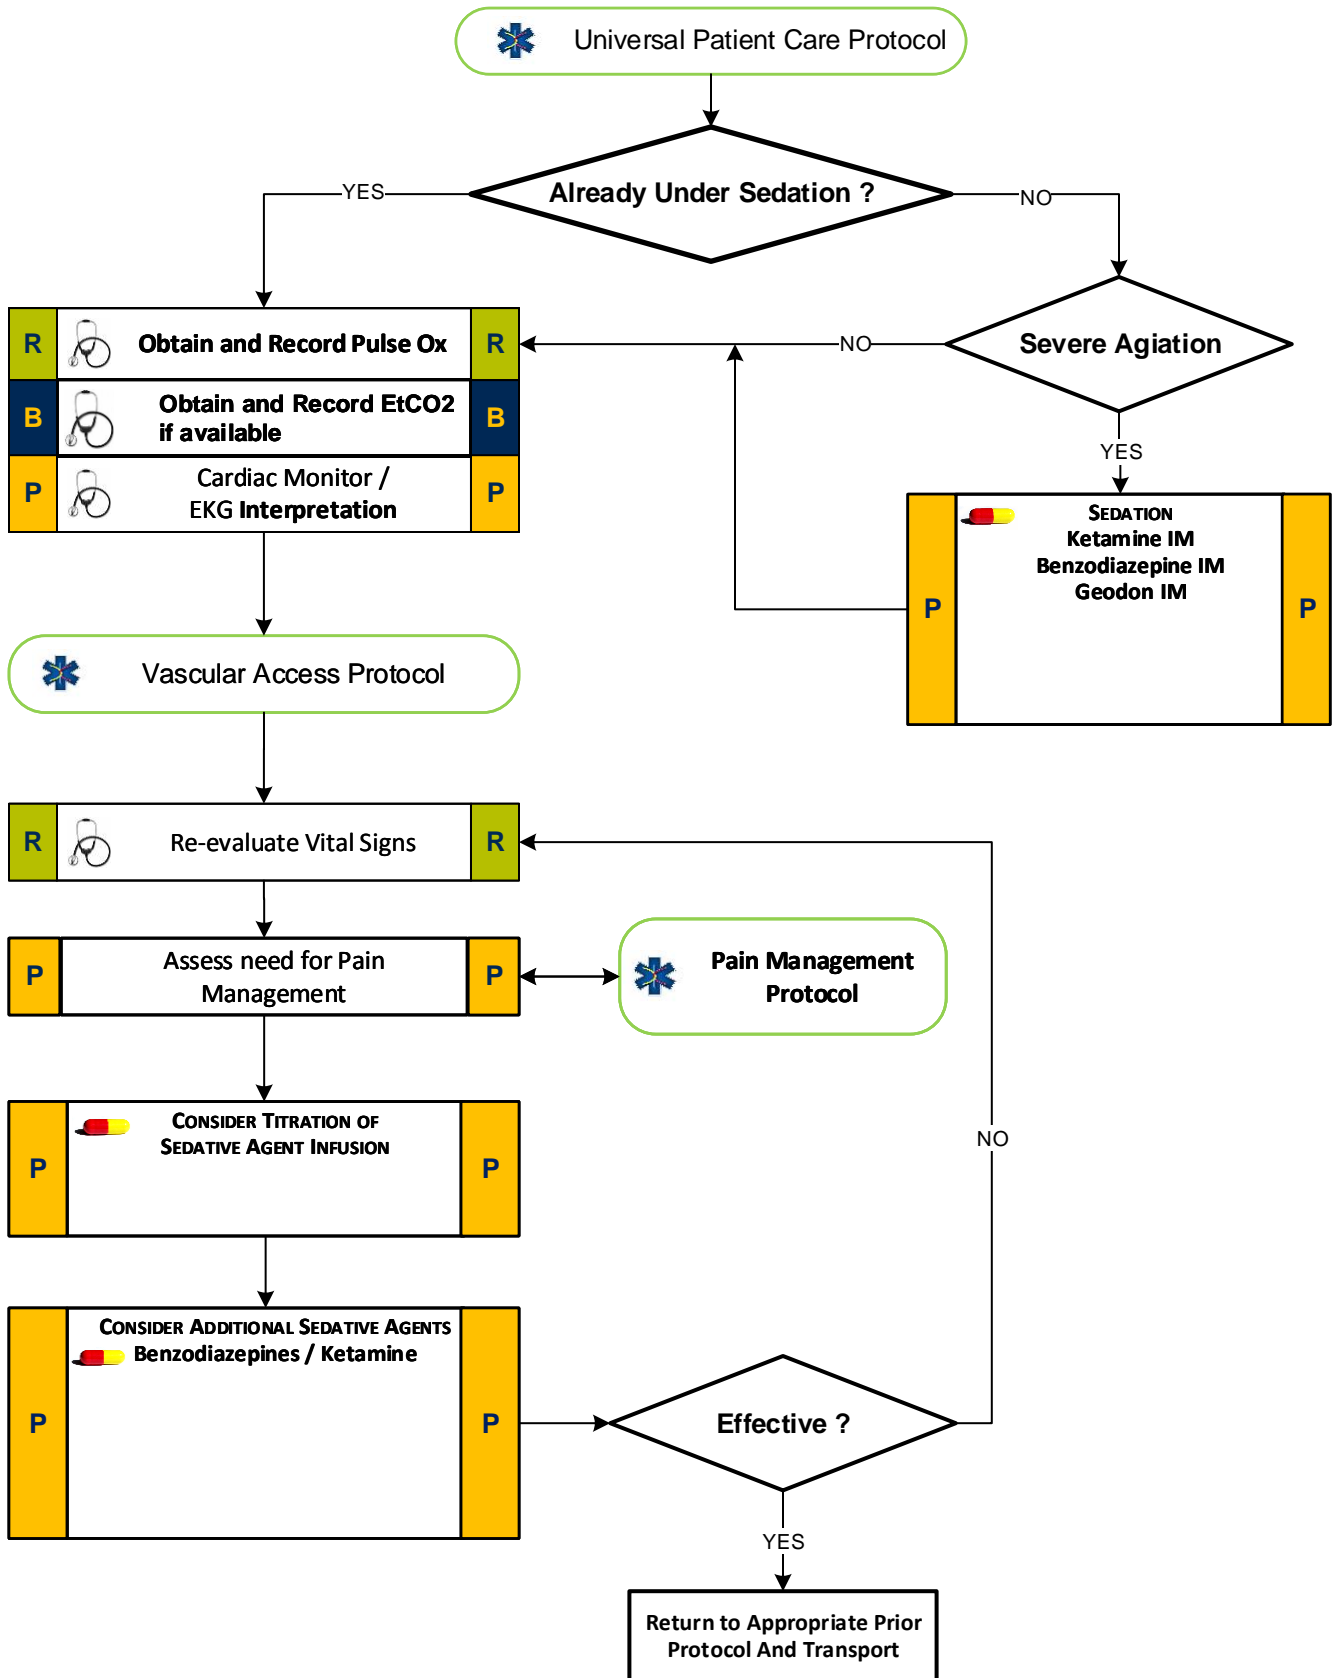 Universal Patient Care Protocol
Already Under Sedation ?
YES
NO
R
Obtain and Record Pulse Ox
R
NO
Severe Agiation
B
Obtain and Record EtCO2
if available
B
YES
P
Cardiac Monitor /
EKG Interpretation
P
P
SEDATION
Ketamine IM
Benzodiazepine IM
Geodon IM
P
Vascular Access Protocol
R
Re-evaluate Vital Signs
R
P
Assess need for Pain
Management
P
Pain Management
Protocol
P
CONSIDER TITRATION OF
SEDATIVE AGENT INFUSION
P
NO
P
CONSIDER ADDITIONAL SEDATIVE AGENTS
Benzodiazepines / Ketamine
P
Effective ?
YES
Return to Appropriate Prior
Protocol And Transport